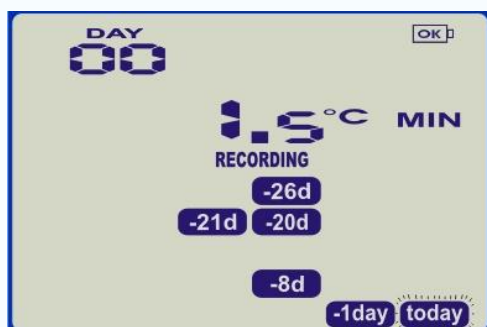 DAY
OK
00
1.5°C MIN
RECORDING
-26d
-21d -20d
-8d
-1day today